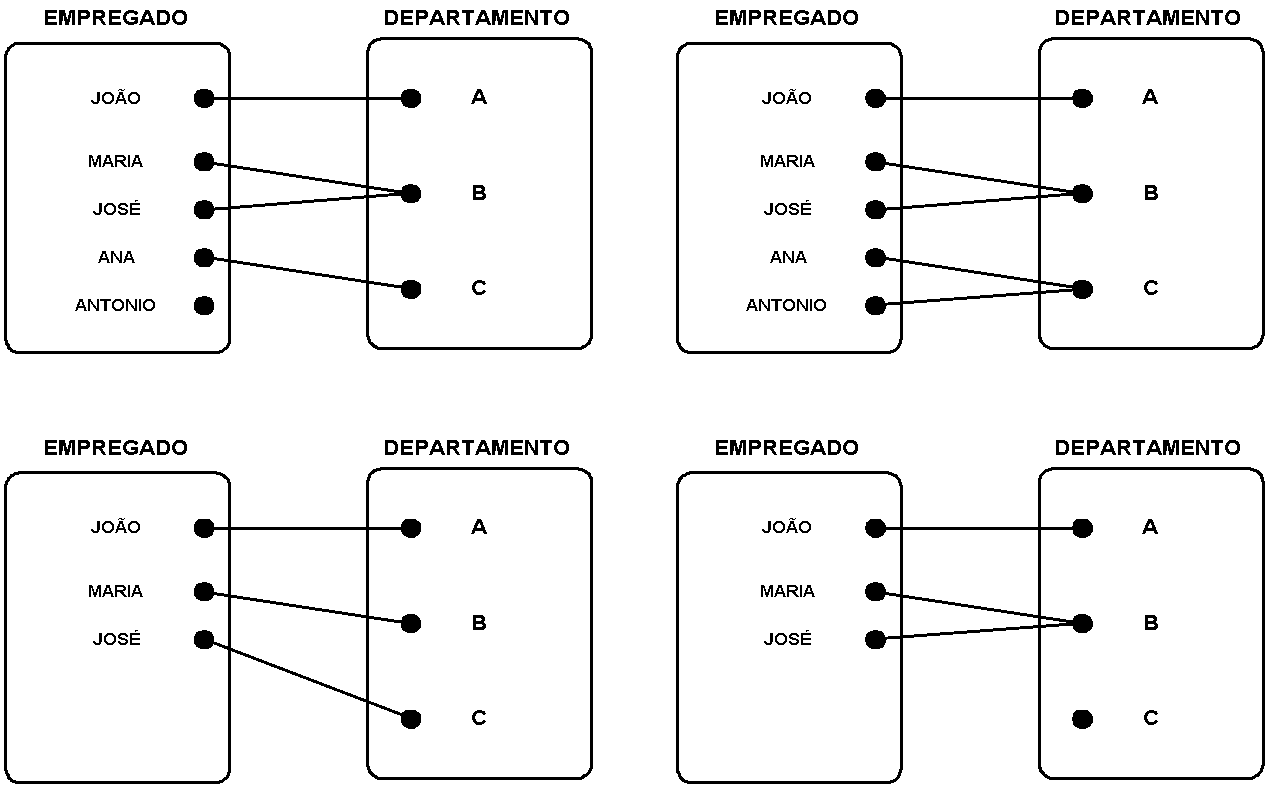 EMPREGADO DEPARTAMENTO
JOÃO A
MARIA
B
JOSÉ
ANA
C
ANTONIO
EMPREGADO DEPARTAMENTO
JOÃO A
MARIA
B
JOSÉ
ANA
C
ANTONIO
EMPREGADO DEPARTAMENTO
JOÃO A
MARIA
B
JOSÉ
C
EMPREGADO DEPARTAMENTO
JOÃO A
MARIA
B
JOSÉ
C